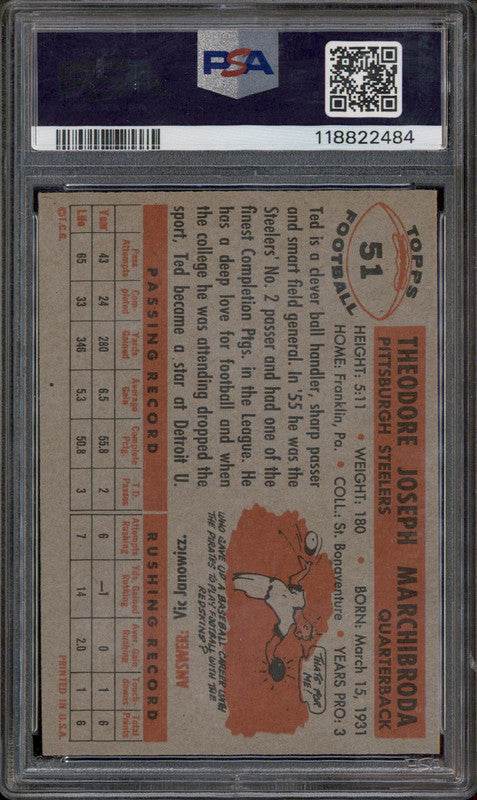 PSA
118822484
TOPPS
51
FOOTBALL
THEODORE JOSEPH MARCHIBRODA
PITTSBURGH STEELERS QUARTERBACK
HEIGHT: 5:11 • WEIGHT: 180 • BORN: March 15, 1931
HOME: Franklin, Pa. • COLL.: St. Bonaventure • YEARS PRO: 3
Ted is a clever ball handler, sharp passer
and smart field general. In '55 he was the
Steelers' No. 2 passer and had one of the
finest Completion Pctgs. in the League. He
has a deep love for football and when
the college he was attending dropped the
sport, Ted became a star at Detroit U.
THAT'S FOR
ME!
WHO GAVE UP A BASEBALL CAREER WITH
THE PIRATES TO PLAY FOOTBALL WITH THE
REDSKINS?
ANSWER: Vic Janowicz.
PASSING RECORD RUSHING RECORD
Pass Com- Yards Average Complete T.D. Attempts Yds. Gained Aver. Gain Touch- Total
Year Attempts pleted Gained Gain Pctg. Passes Rushing Rushing Rushing downs Points
43 24 280 6.5 55.8 2 6 —1 0 1 6
Life 65 33 346 5.3 50.8 3 7 14 2.0 1 6
©T.C.G. PRINTED IN U.S.A.